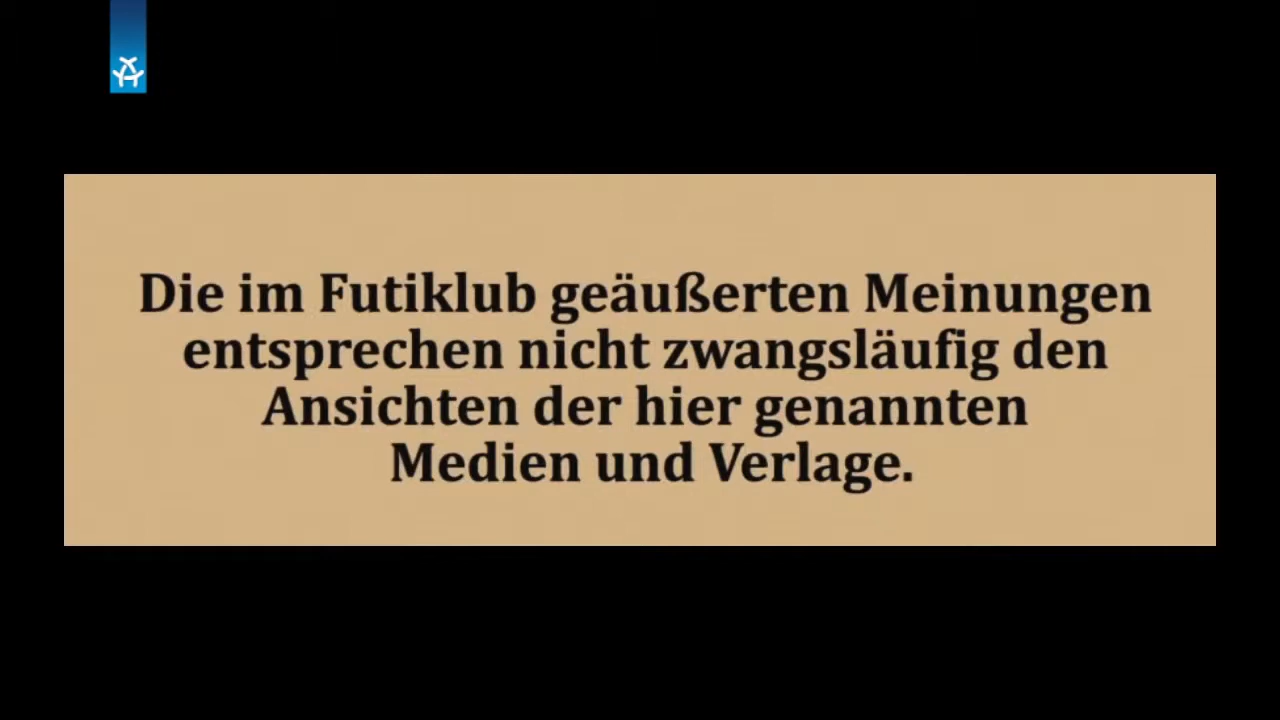 Die im Futiklub geäußerten Meinungen
entsprechen nicht zwangsläufig den
Ansichten der hier genannten
Medien und Verlage.